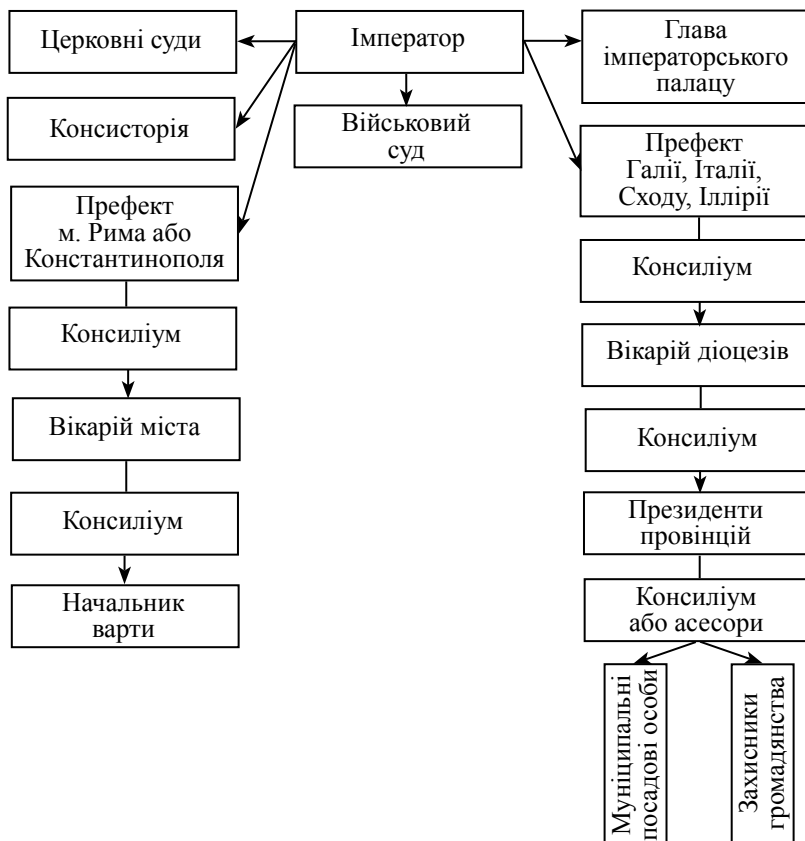 Церковні суди
Імператор
Глава
імператорського
палацу
Консисторія
Військовий
суд
Префект
Галії, Італії,
Сходу, Іллірії
Префект
м. Рима або
Константинополя
Консиліум
Консиліум
Вікарій діоцезів
Вікарій міста
Консиліум
Консиліум
Президенти
провінцій
Начальник
варти
Консиліум
або асесори
Муніципальні
посадові особи
Захисники
громадянства